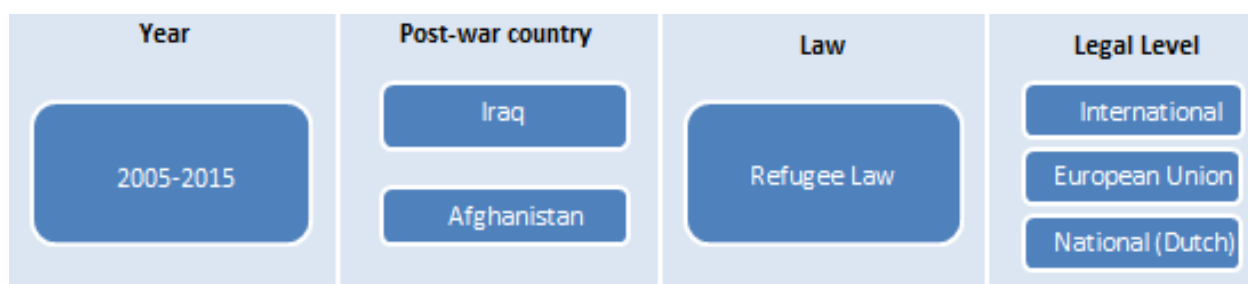 Year
2005-2015
Post-war country
Iraq
Afghanistan
Law
Refugee Law
Legal Level
International
European Union
National (Dutch)